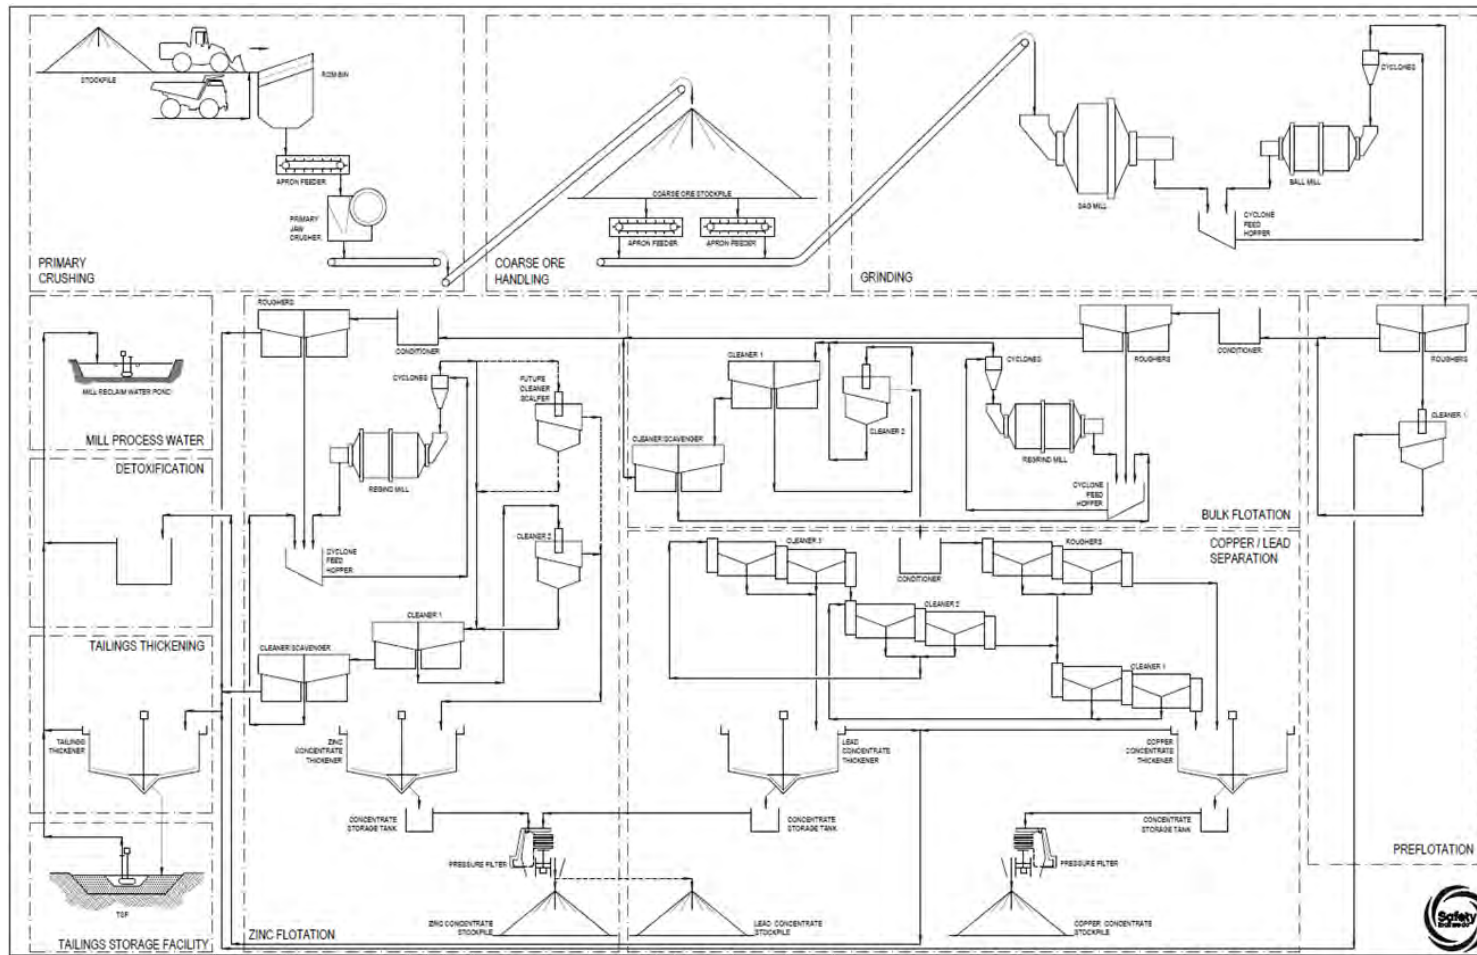 STOCKPILE
ROM BIN
APRON FEEDER
PRIMARY
JAW
CRUSHER
PRIMARY
CRUSHING
COARSE ORE STOCKPILE
APRON FEEDER
APRON FEEDER
COARSE ORE
HANDLING
SAG MILL
BALL MILL
CYCLONES
CYCLONE
FEED
HOPPER
GRINDING
MILL RECLAIM WATER POND
MILL PROCESS WATER
DETOXIFICATION
TAILINGS THICKENING
TAILINGS
THICKENER
TSF
TAILINGS STORAGE FACILITY
ROUGHERS
CONDITIONER
CYCLONES
FUTURE
CLEANER
SCALPER
REGIND MILL
CYCLONE
FEED
HOPPER
CLEANER 2
CLEANER 1
CLEANER/SCAVENGER
ZINC
CONCENTRATE
THICKENER
CONCENTRATE
STORAGE TANK
PRESSURE FILTER
ZINC CONCENTRATE
STOCKPILE
ZINC FLOTATION
CLEANER 1
CLEANER 2
CLEANER/SCAVENGER
CYCLONES
REGRIND MILL
CYCLONE
FEED
HOPPER
ROUGHERS
CONDITIONER
BULK FLOTATION
COPPER / LEAD
SEPARATION
CLEANER 3
CONDITIONER
ROUGHERS
CLEANER 2
CLEANER 1
LEAD
CONCENTRATE
THICKENER
COPPER
CONCENTRATE
THICKENER
CONCENTRATE
STORAGE TANK
CONCENTRATE
STORAGE TANK
PRESSURE FILTER
LEAD CONCENTRATE
STOCKPILE
COPPER CONCENTRATE
STOCKPILE
ROUGHERS
CLEANER 1
PREFLOTATION
Safety